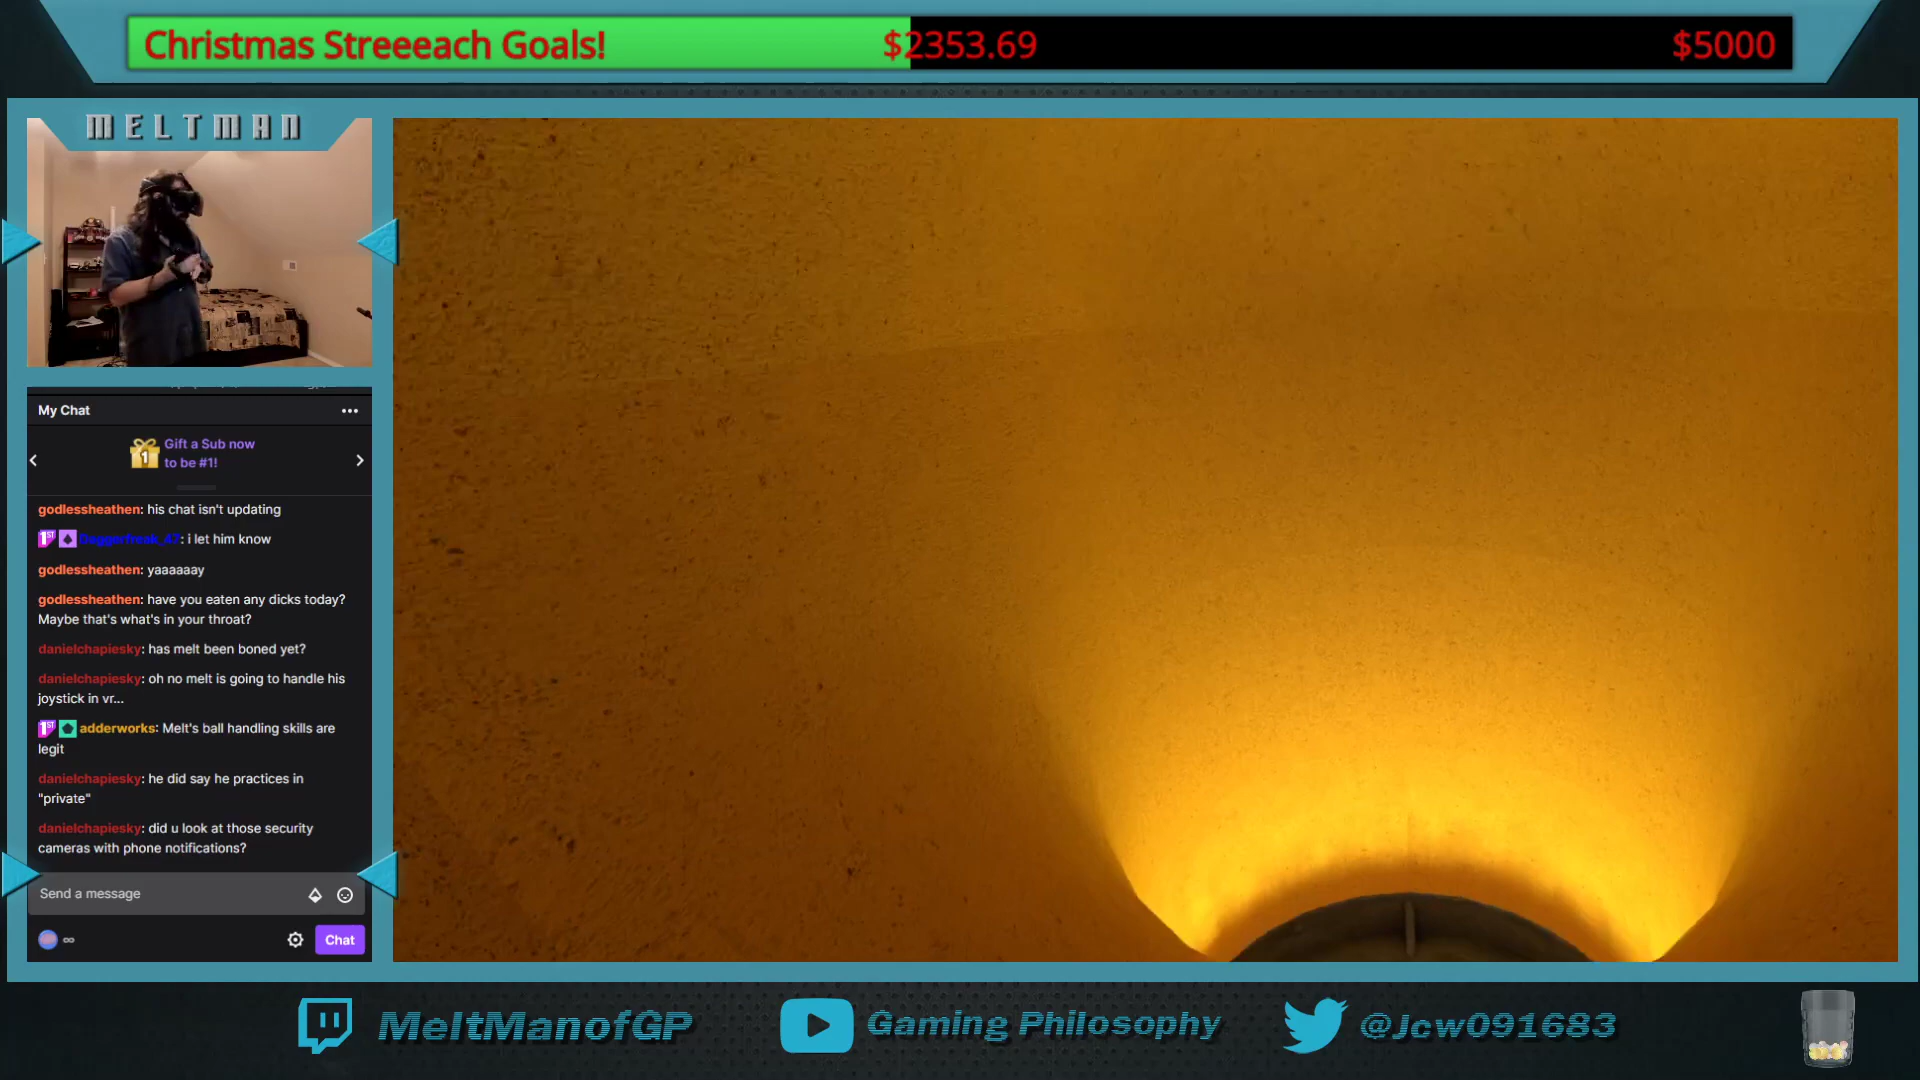 Christmas Streeeach Goals! $2353.69 $5000
MELTMAN
My Chat
Gift a Sub now
to be #1!
1
godlessheathen: his chat isn't updating
Daggerfreak_47: i let him know
godlessheathen: yaaaaaay
godlessheathen: have you eaten any dicks today?
Maybe that's what's in your throat?
danielchapiesky: has melt been boned yet?
danielchapiesky: oh no melt is going to handle his
joystick in vr...
adderworks: Melt's ball handling skills are
legit
danielchapiesky: he did say he practices in
"private"
danielchapiesky: did u look at those security
cameras with phone notifications?
Send a message
∞ Chat
MeltManofGP Gaming Philosophy @Jcw091683